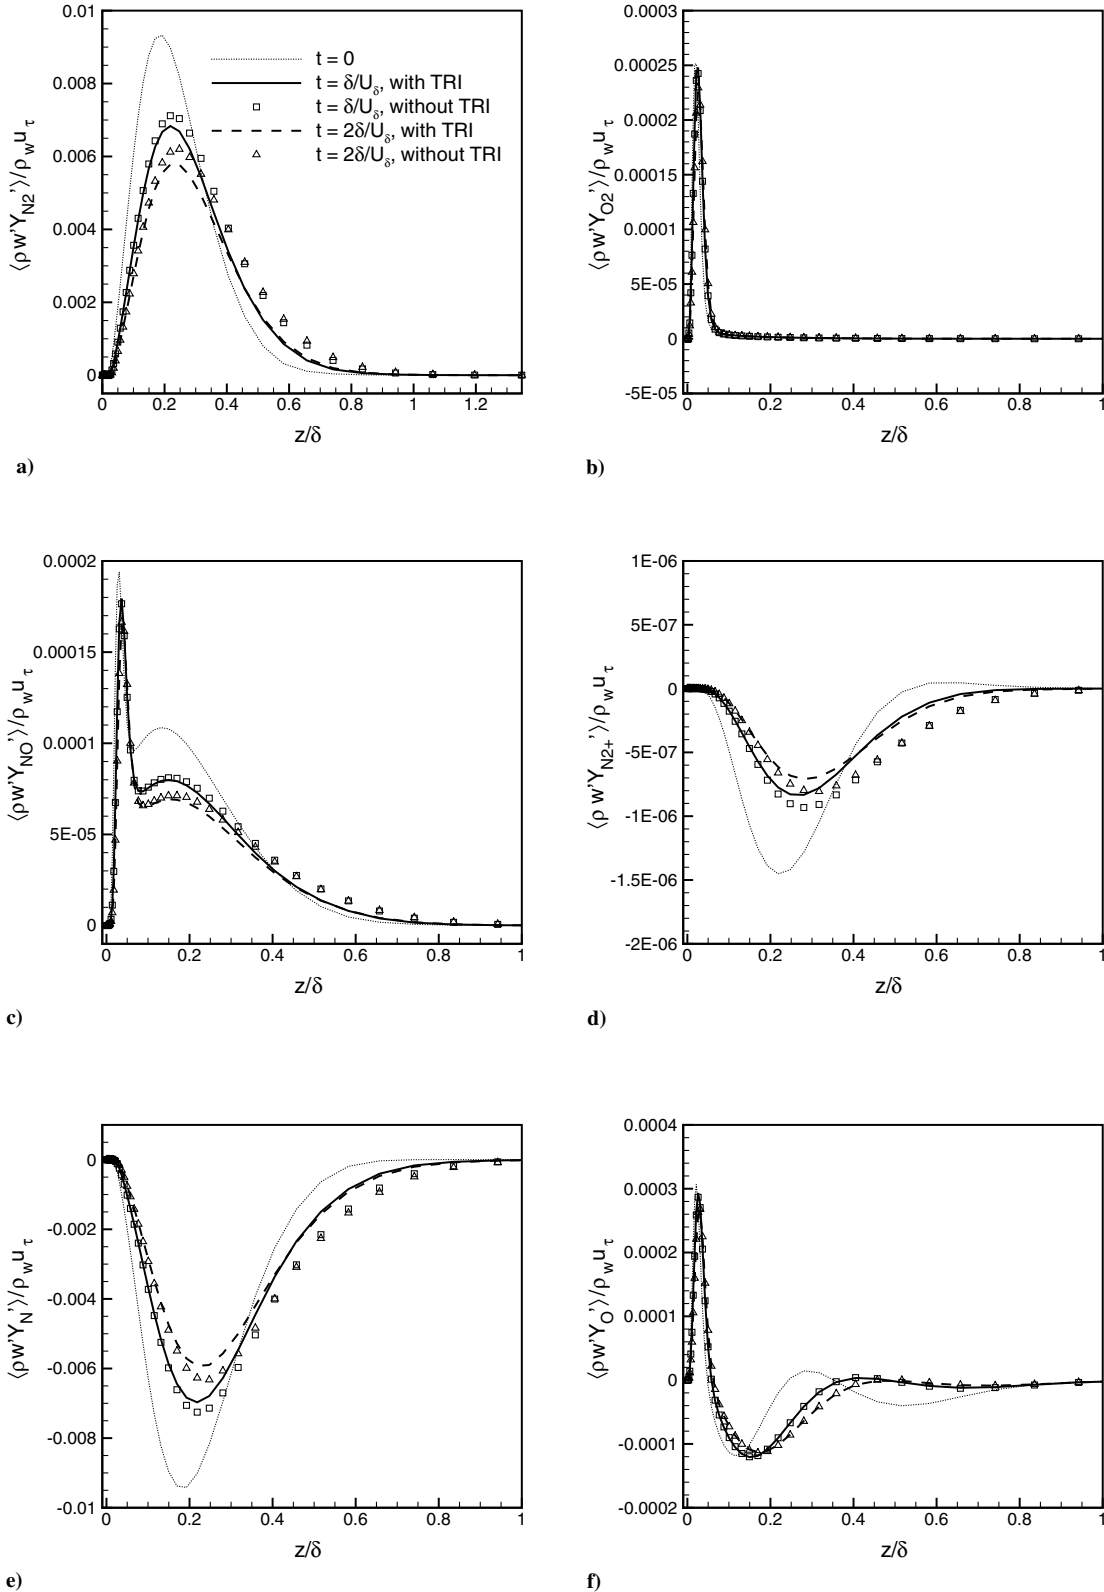 ⟨ρw'Y_N2'⟩/ρ_w u_τ
0.01
0.008
0.006
0.004
0.002
0
0 0.2 0.4 0.6 0.8 1 1.2
z/δ
t = 0
t = δ/U_δ, with TRI
t = δ/U_δ, without TRI
t = 2δ/U_δ, with TRI
t = 2δ/U_δ, without TRI
a)
⟨ρw'Y_O2'⟩/ρ_w u_τ
0.0003
0.00025
0.0002
0.00015
0.0001
5E-05
0
-5E-05
0 0.2 0.4 0.6 0.8 1
z/δ
b)
⟨ρw'Y_NO'⟩/ρ_w u_τ
0.0002
0.00015
0.0001
5E-05
0
0 0.2 0.4 0.6 0.8 1
z/δ
c)
⟨ρ w'Y_N2+'⟩/ρ_w u_τ
1E-06
5E-07
0
-5E-07
-1E-06
-1.5E-06
-2E-06
0 0.2 0.4 0.6 0.8 1
z/δ
d)
⟨ρw'Y_N'⟩/ρ_w u_τ
0
-0.002
-0.004
-0.006
-0.008
-0.01
0 0.2 0.4 0.6 0.8 1
z/δ
e)
⟨ρw'Y_O'⟩/ρ_w u_τ
0.0004
0.0003
0.0002
0.0001
0
-0.0001
-0.0002
0 0.2 0.4 0.6 0.8 1
z/δ
f)